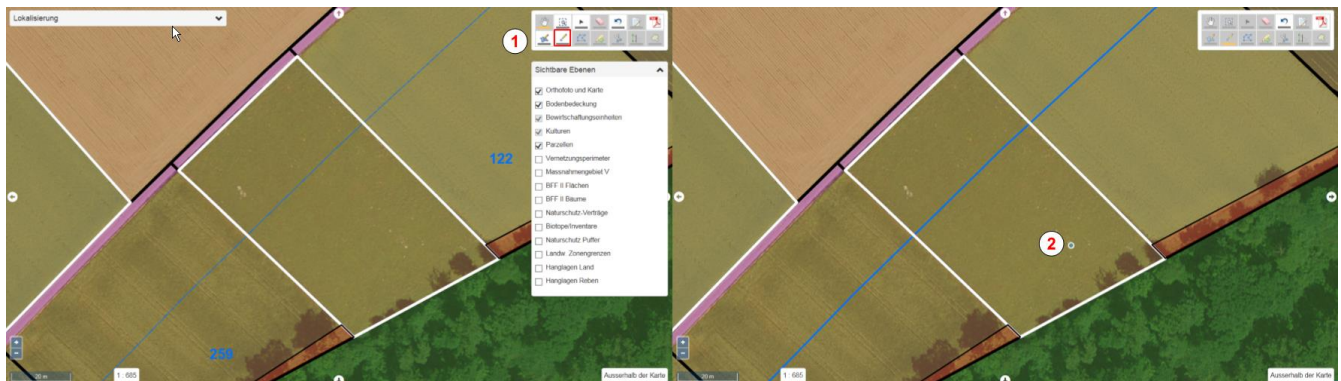 Lokalisierung
1
Sichtbare Ebenen
Orthofoto und Karte
Bodenbedeckung
Bewirtschaftungseinheiten
Kulturen
Parzellen
Vernetzungsperimeter
Massnahmengebiet V
BFF II Flächen
BFF II Bäume
Naturschutz-Verträge
Biotope/Inventare
Naturschutz Puffer
Landw. Zonengrenzen
Hanglagen Land
Hanglagen Reben
122
259
20 m
1 : 685
Ausserhalb der Karte
2
20 m
1 : 685
Ausserhalb der Karte